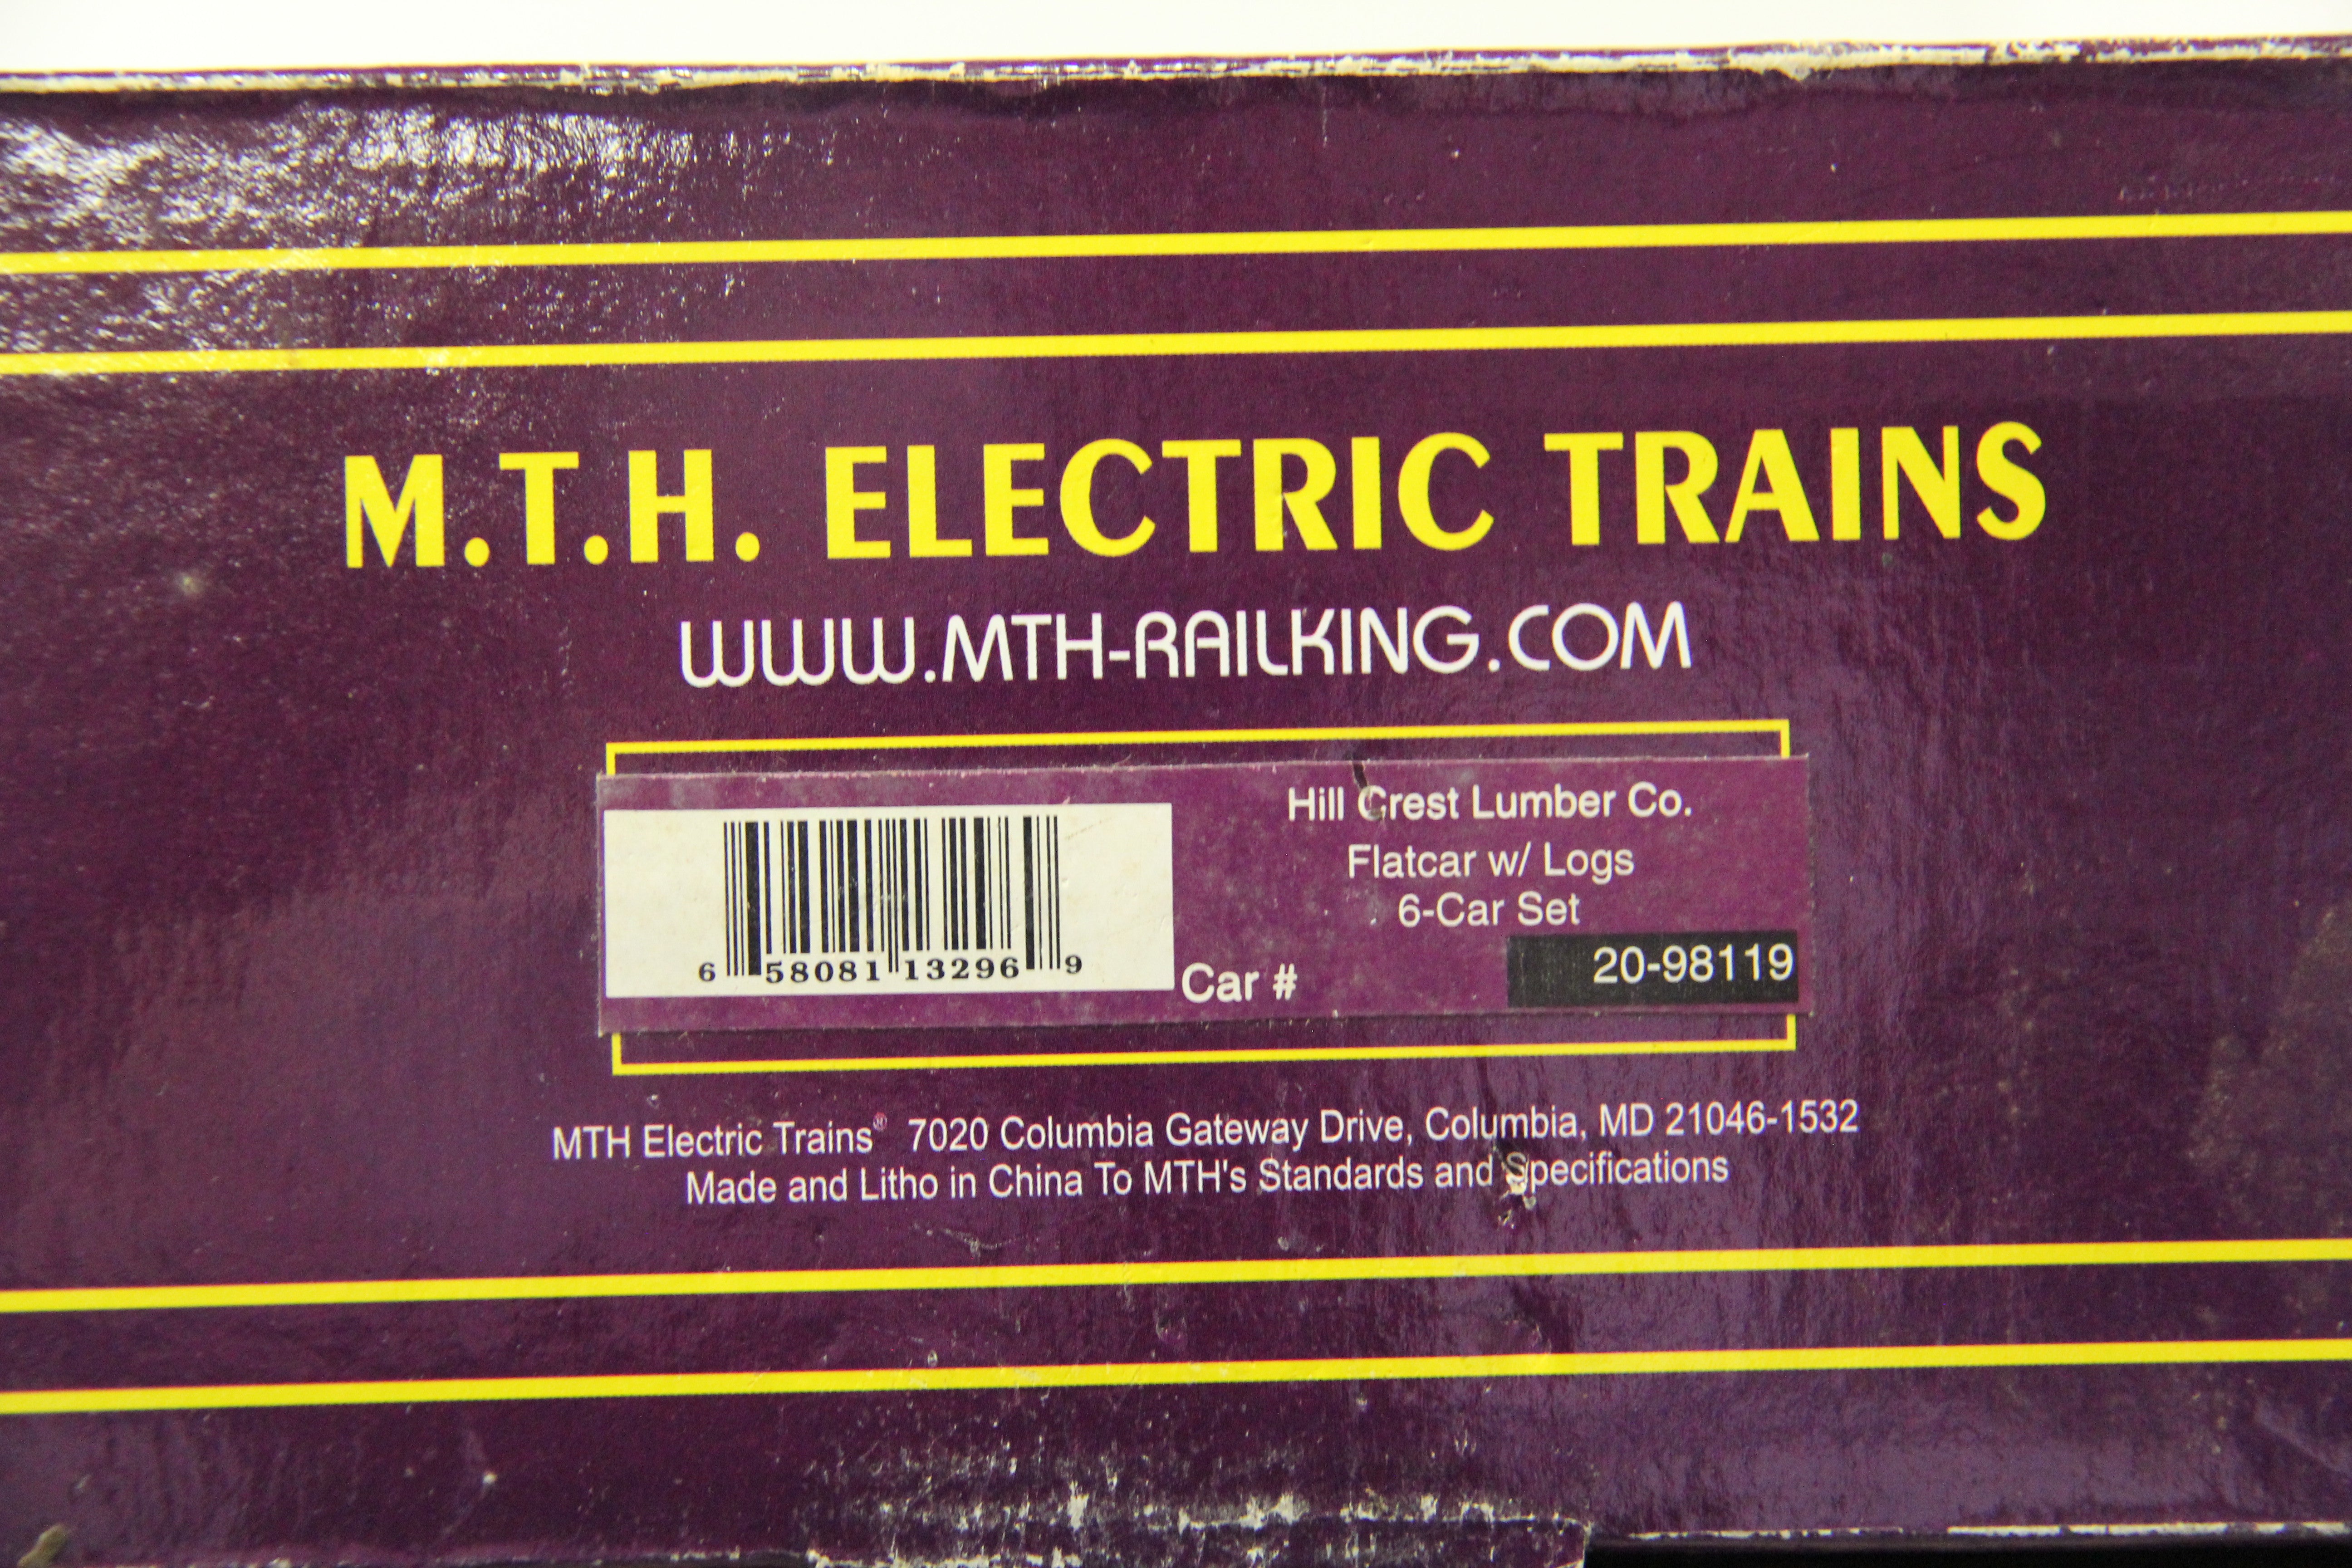 M.T.H. ELECTRIC TRAINS
WWW.MTH-RAILKING.COM
Hill Crest Lumber Co.
Flatcar w/ Logs
6-Car Set
20-98119
Car #
6 58081 13296 9
MTH Electric Trains® 7020 Columbia Gateway Drive, Columbia, MD 21046-1532
Made and Litho in China To MTH's Standards and Specifications